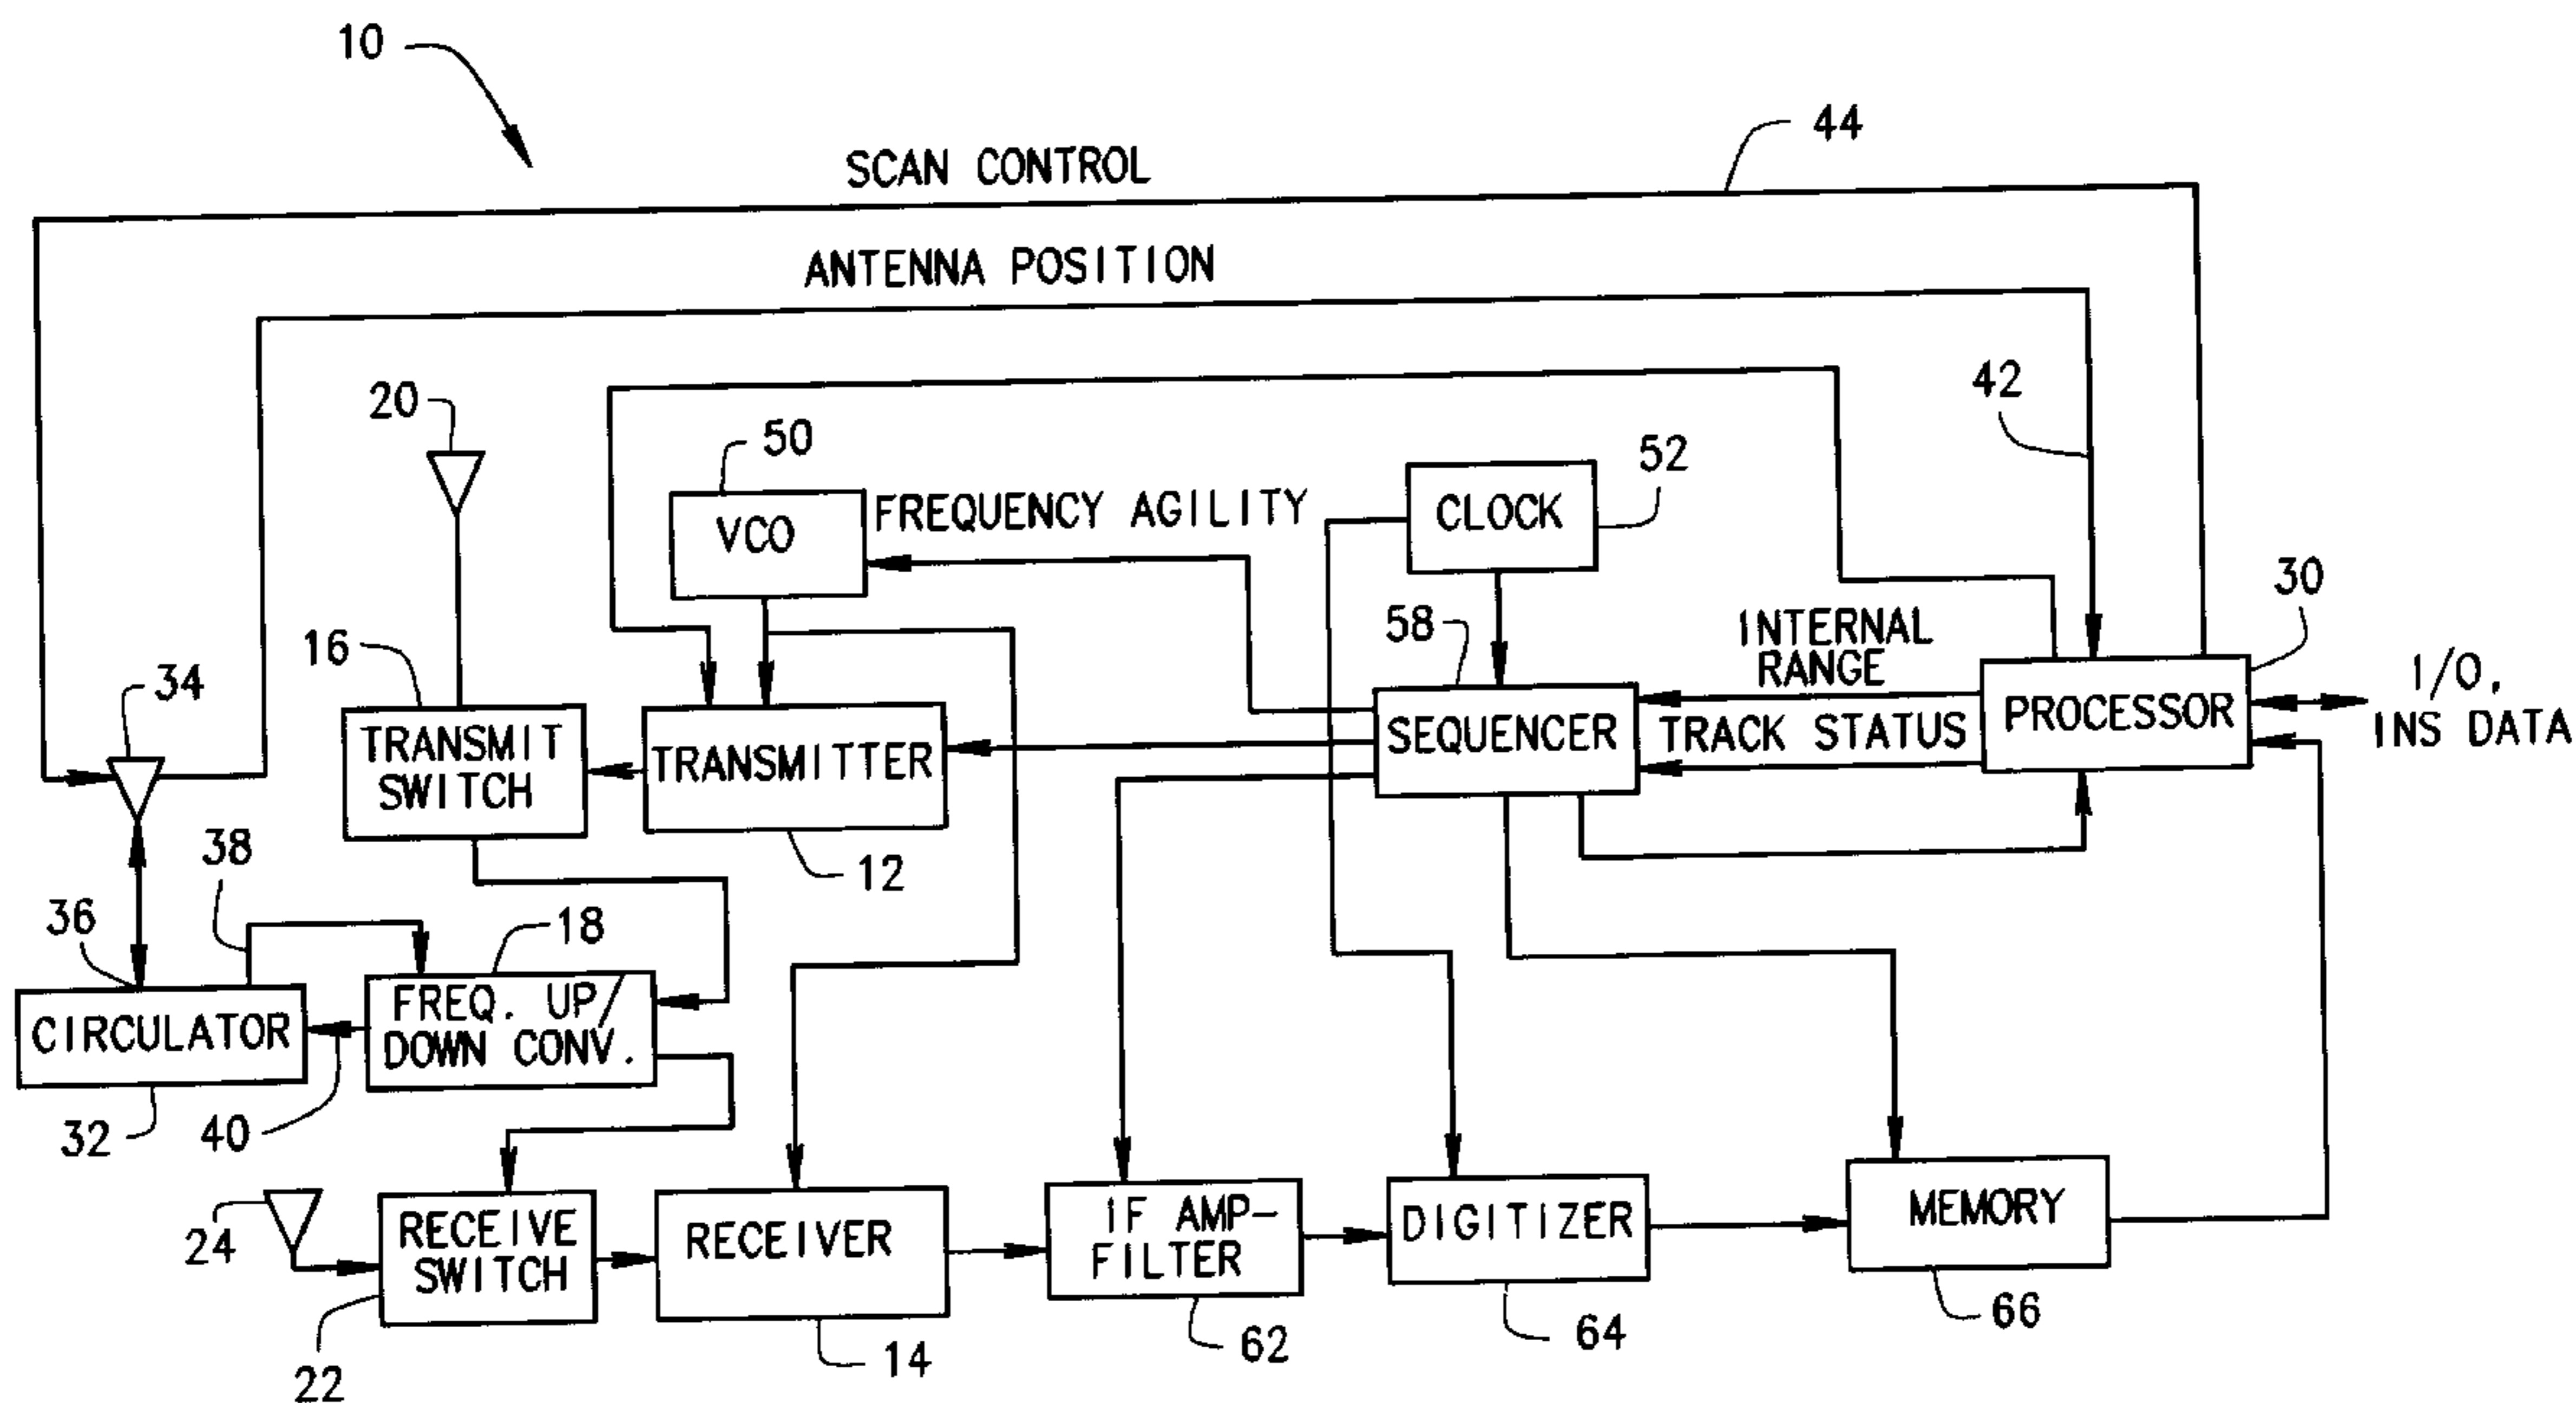 10
44
SCAN CONTROL
ANTENNA POSITION
20
42
50
52
VCO
FREQUENCY AGILITY
CLOCK
30
58
16
INTERNAL
RANGE
34
I/O,
INS DATA
TRANSMIT
SWITCH
TRANSMITTER
SEQUENCER
TRACK STATUS
PROCESSOR
38
12
36
18
CIRCULATOR
FREQ. UP/
DOWN CONV.
32
40
24
RECEIVE
SWITCH
RECEIVER
IF AMP-
FILTER
DIGITIZER
MEMORY
22
14
62
64
66